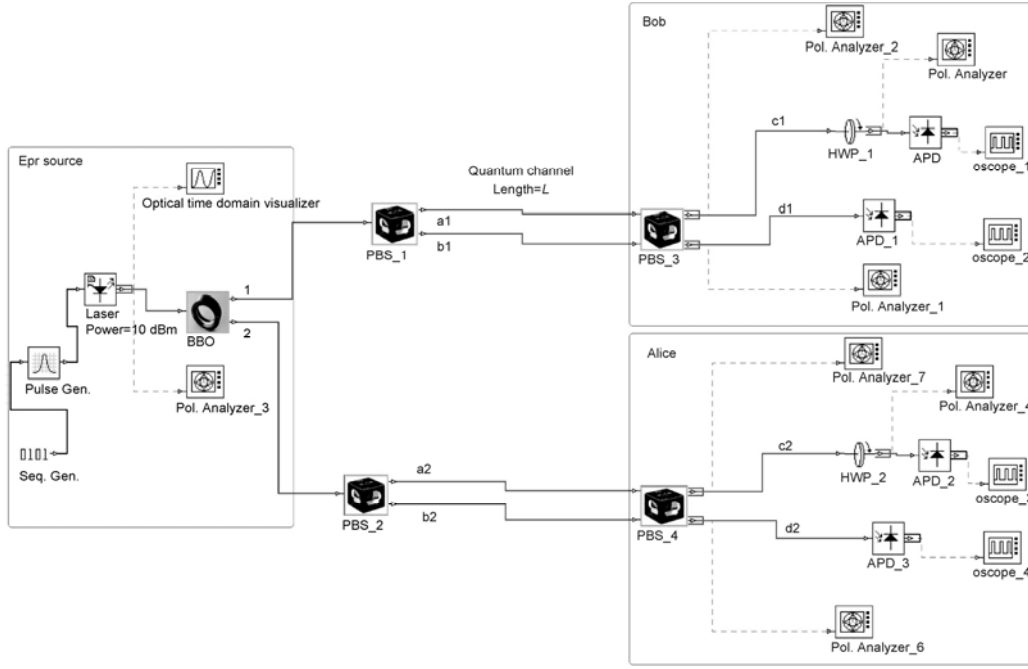 Bob
Pol. Analyzer_2
Pol. Analyzer
c1
HWP_1
APD
oscope_1
Epr source
Optical time domain visualizer
Quantum channel
Length=L
a1
b1
PBS_1
d1
PBS_3
APD_1
oscope_2
Pol. Analyzer_1
1
2
Laser
Power=10 dBm
BBO
Pulse Gen.
Pol. Analyzer_3
0101
Seq. Gen.
Alice
Pol. Analyzer_7
Pol. Analyzer_4
c2
HWP_2
APD_2
a2
b2
PBS_2
PBS_4
d2
APD_3
oscope_4
Pol. Analyzer_6